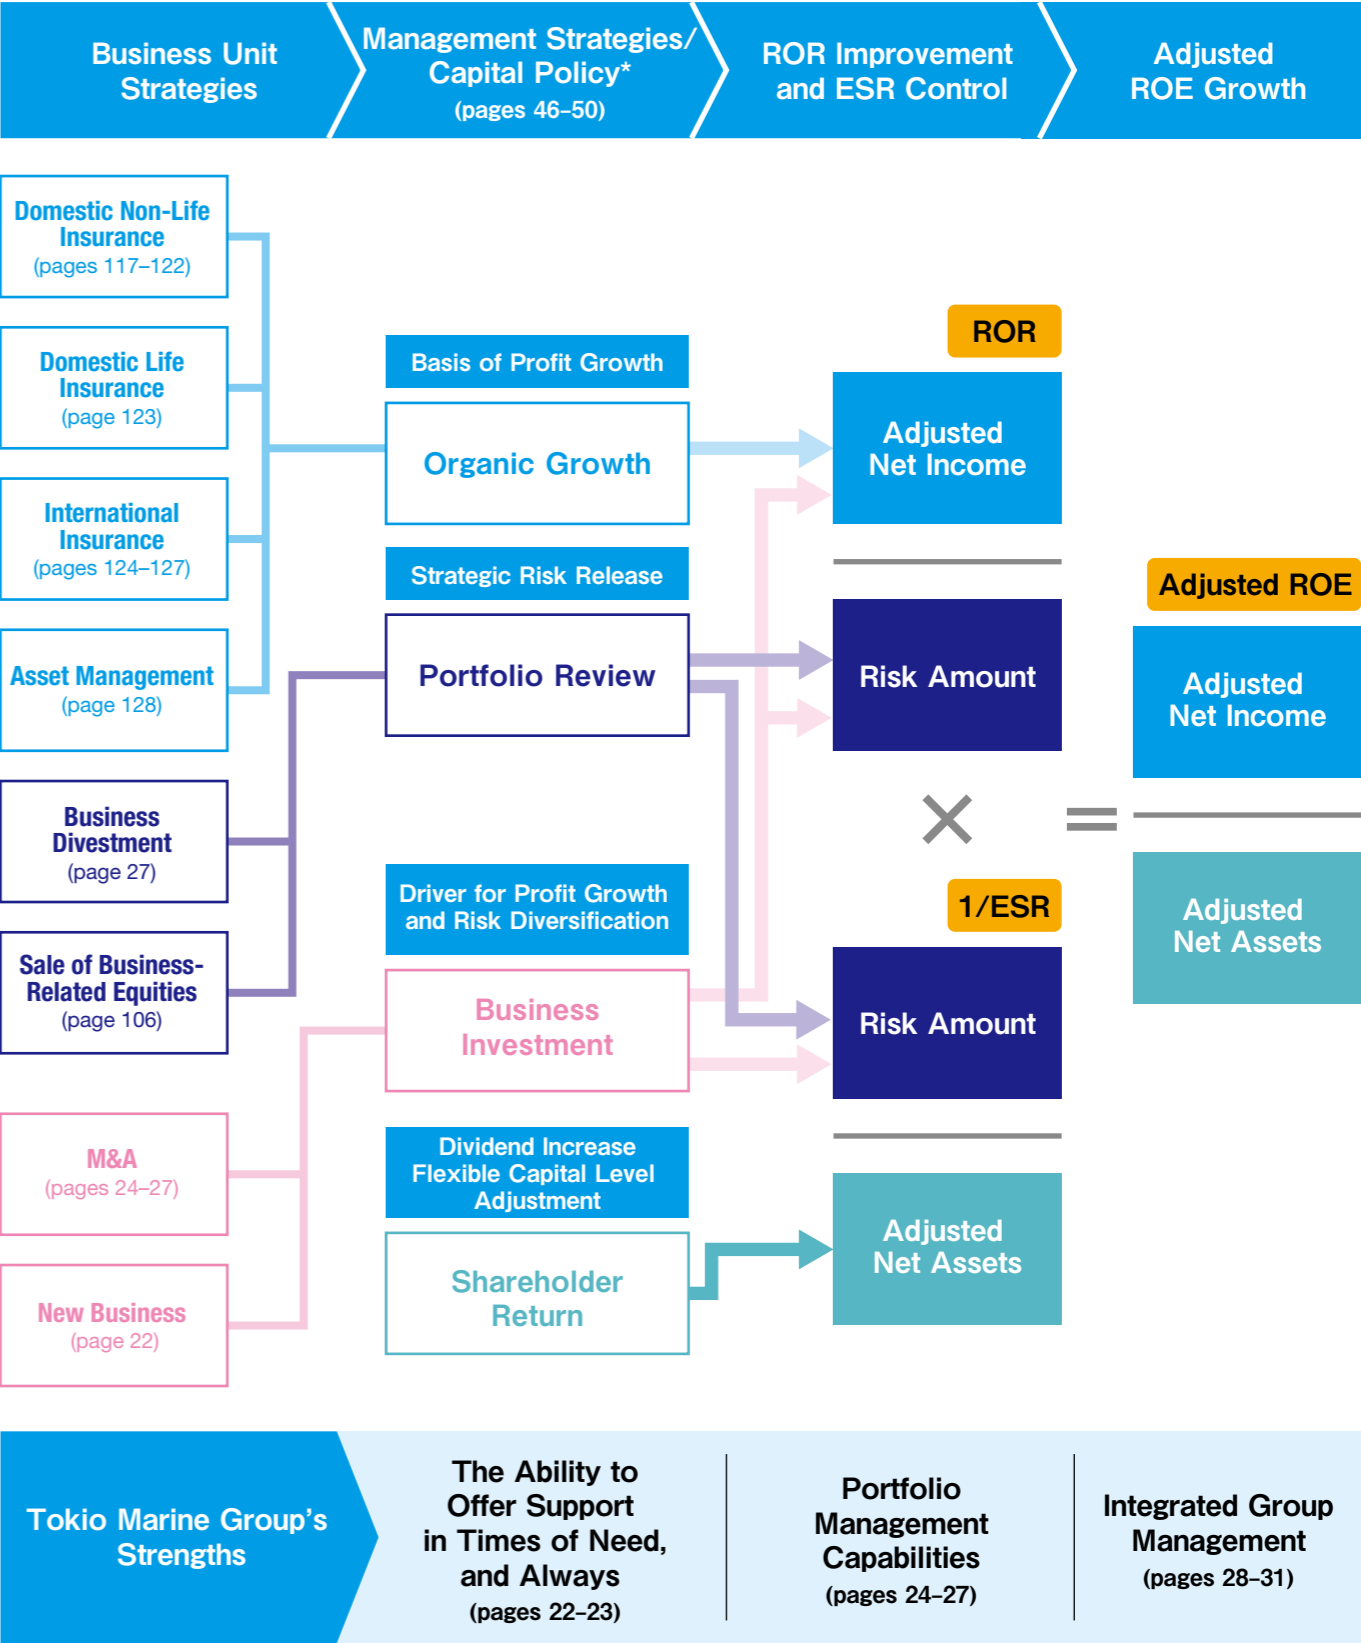 Business Unit
Strategies
Management Strategies/
Capital Policy*
(pages 46–50)
ROR Improvement
and ESR Control
Adjusted
ROE Growth
Domestic Non-Life
Insurance
(pages 117–122)
Domestic Life
Insurance
(page 123)
International
Insurance
(pages 124–127)
Asset Management
(page 128)
Business
Divestment
(page 27)
Sale of Business-
Related Equities
(page 106)
M&A
(pages 24–27)
New Business
(page 22)
Basis of Profit Growth
Organic Growth
Strategic Risk Release
Portfolio Review
Driver for Profit Growth
and Risk Diversification
Business
Investment
Dividend Increase
Flexible Capital Level
Adjustment
Shareholder
Return
ROR
Adjusted
Net Income
Risk Amount
×
1/ESR
Risk Amount
Adjusted
Net Assets
=
Adjusted ROE
Adjusted
Net Income
Adjusted
Net Assets
Tokio Marine Group’s
Strengths
The Ability to
Offer Support
in Times of Need,
and Always
(pages 22–23)
Portfolio
Management
Capabilities
(pages 24–27)
Integrated Group
Management
(pages 28–31)